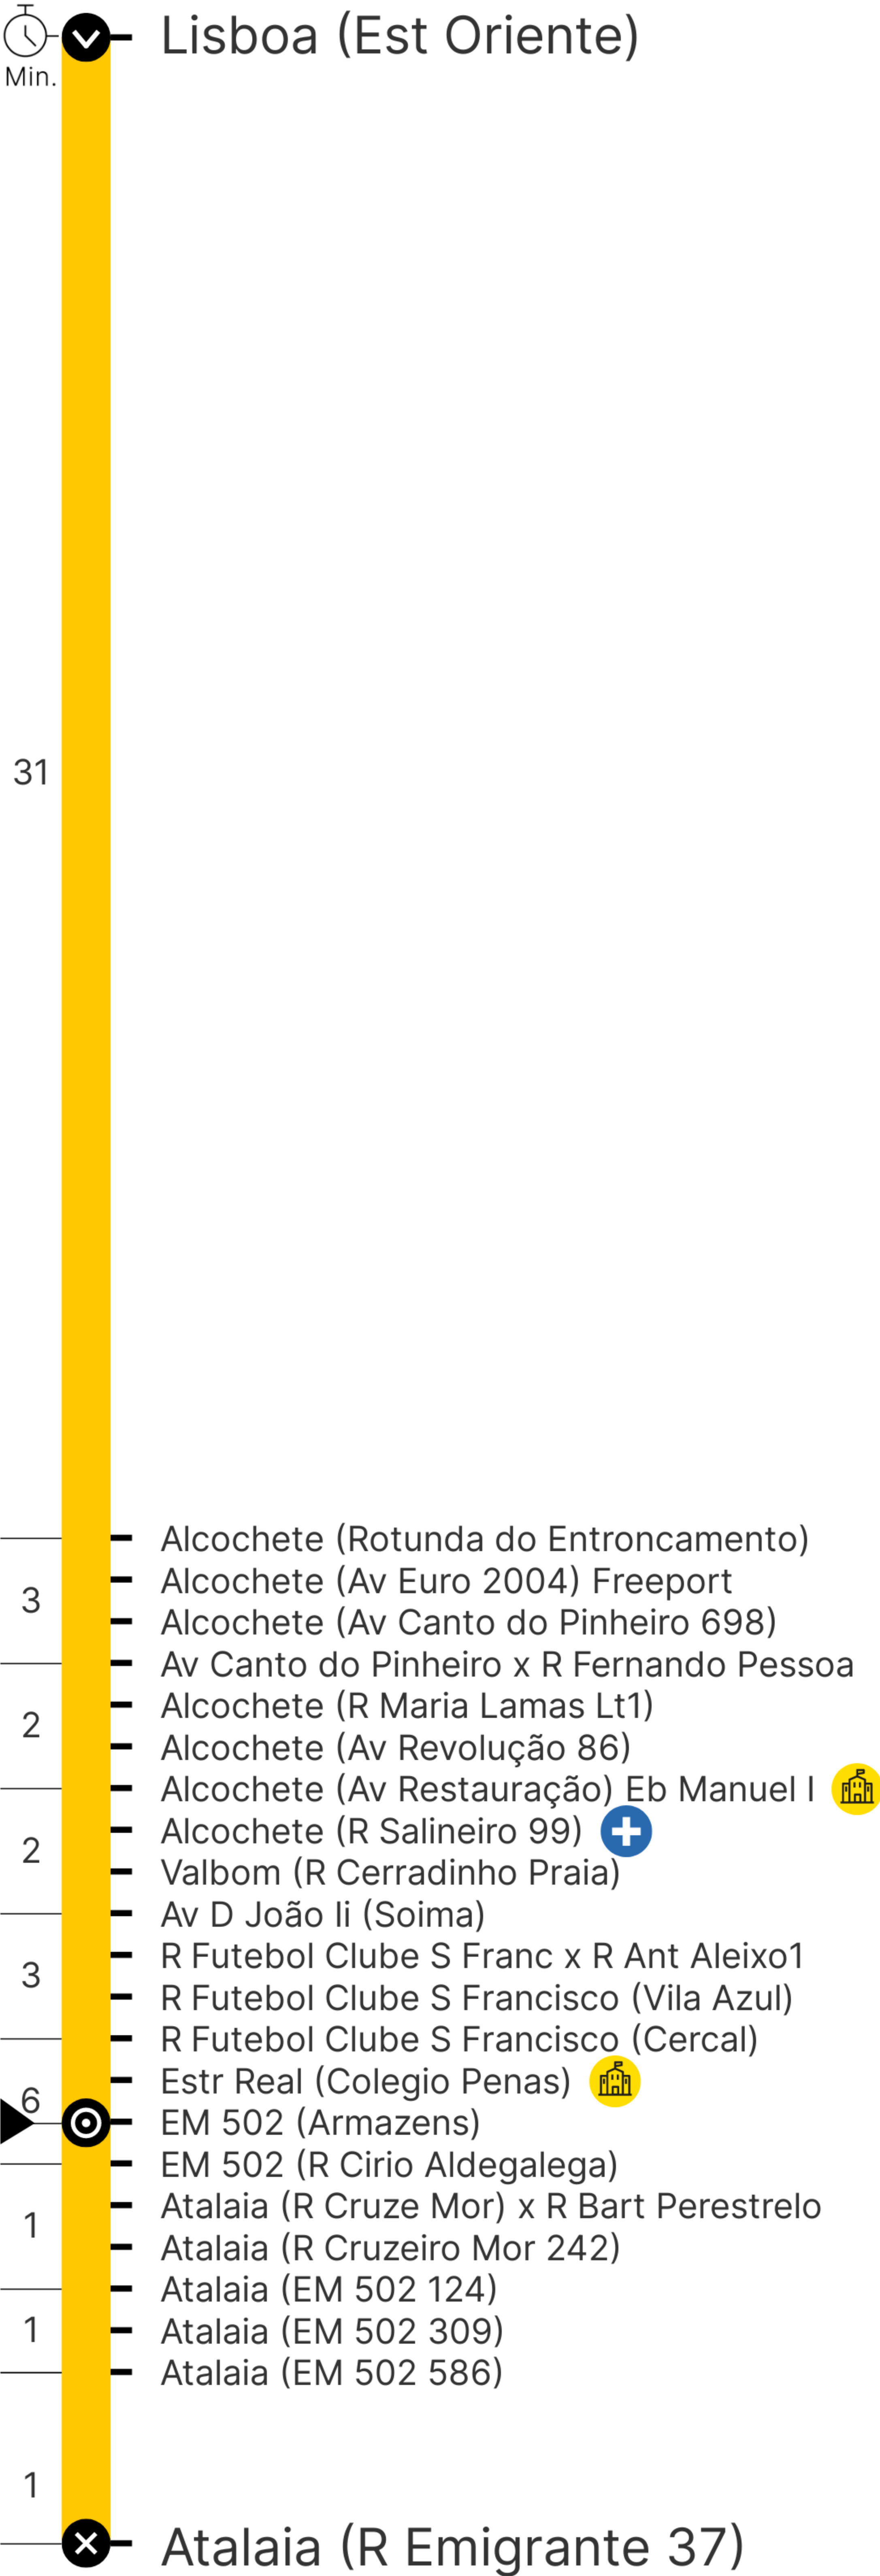 Lisboa (Est Oriente)
Min.
31
Alcochete (Rotunda do Entroncamento)
Alcochete (Av Euro 2004) Freeport
3
Alcochete (Av Canto do Pinheiro 698)
Av Canto do Pinheiro x R Fernando Pessoa
Alcochete (R Maria Lamas Lt1)
2
Alcochete (Av Revolução 86)
Alcochete (Av Restauração) Eb Manuel I
Alcochete (R Salineiro 99)
2
Valbom (R Cerradinho Praia)
Av D João Ii (Soima)
R Futebol Clube S Franc x R Ant Aleixo1
3
R Futebol Clube S Francisco (Vila Azul)
R Futebol Clube S Francisco (Cercal)
Estr Real (Colegio Penas)
6
EM 502 (Armazens)
EM 502 (R Cirio Aldegalega)
Atalaia (R Cruze Mor) x R Bart Perestrelo
1
Atalaia (R Cruzeiro Mor 242)
Atalaia (EM 502 124)
1
Atalaia (EM 502 309)
Atalaia (EM 502 586)
1
Atalaia (R Emigrante 37)